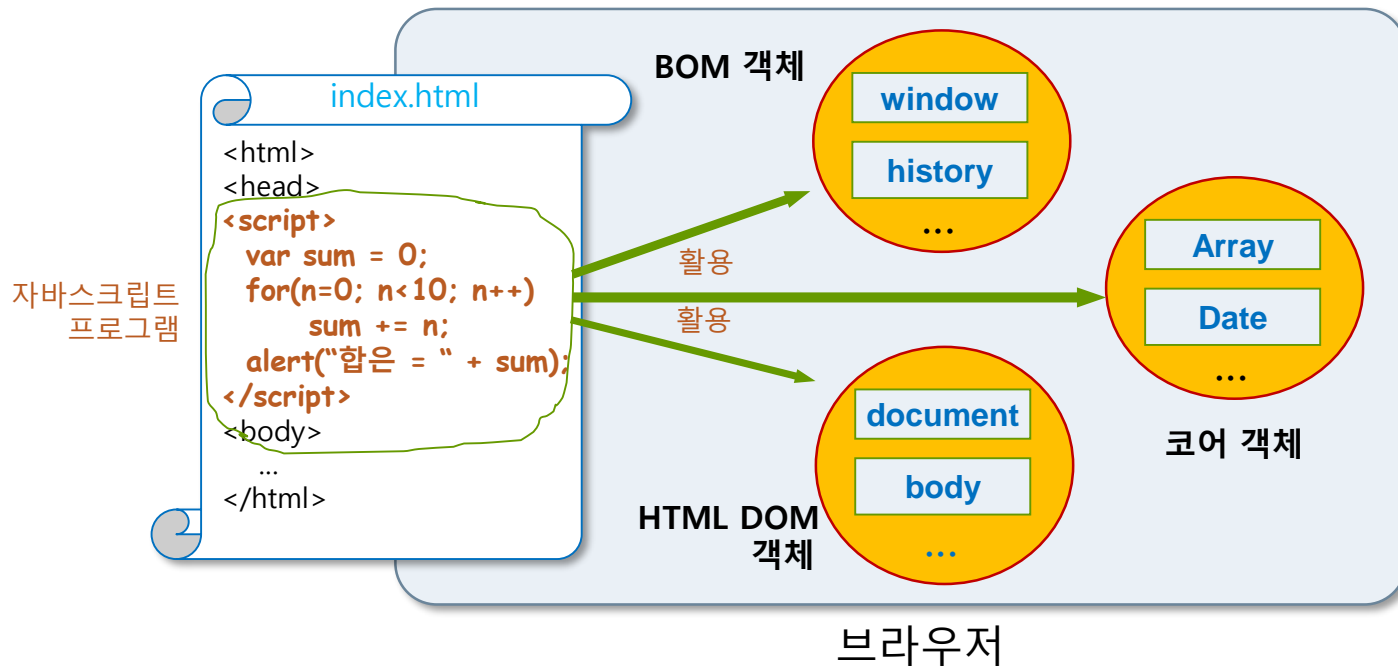 index.html
<html>
<head>
<script>
var sum = 0;
for(n=0; n<10; n++)
sum += n;
alert(“합은 = “ + sum);
</script>
<body>
...
</html>
자바스크립트
프로그램
BOM 객체
window
history
...
활용
활용
Array
Date
...
코어 객체
document
body
...
HTML DOM
객체
브라우저